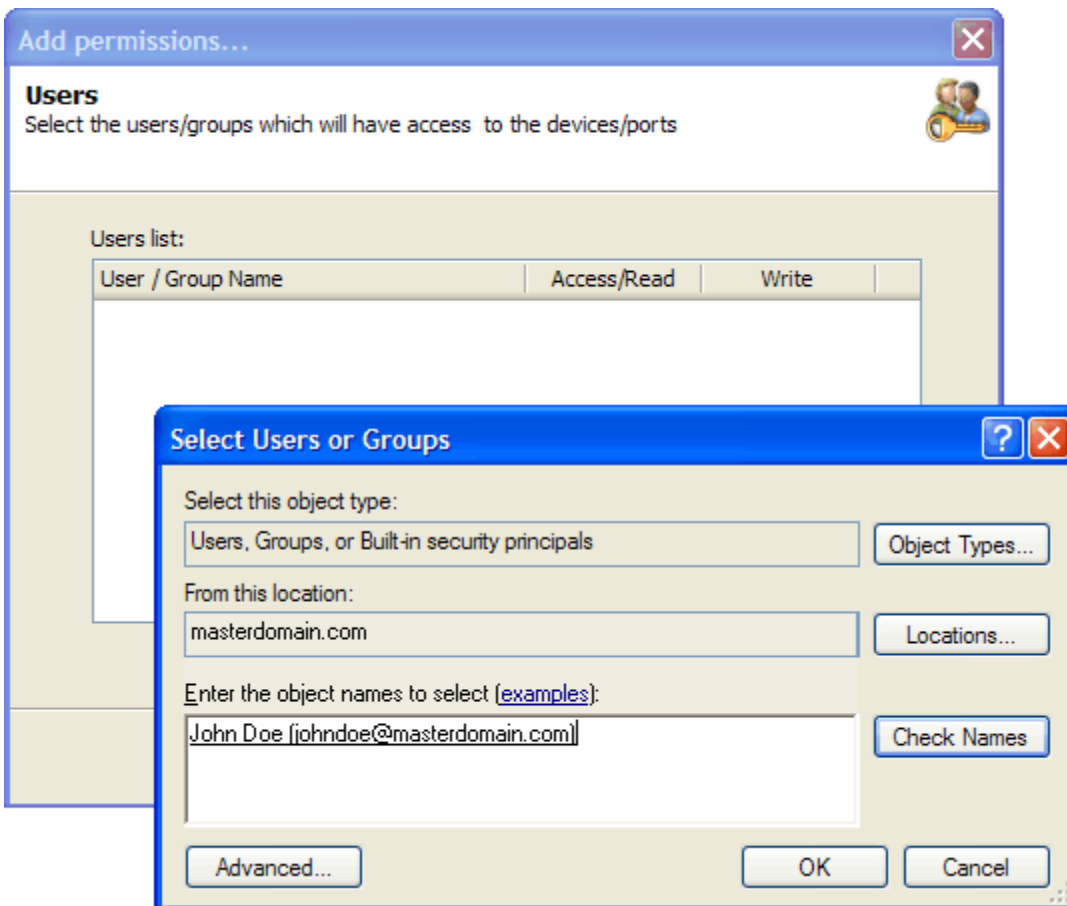 Add permissions...
Users
Select the users/groups which will have access  to the devices/ports
Users list:
User / Group Name Access/Read Write
Select Users or Groups
Select this object type:
Users, Groups, or Built-in security principals
Object Types...
From this location:
masterdomain.com
Locations...
Enter the object names to select (examples):
John Doe (johndoe@masterdomain.com)
Check Names
Advanced...
OK
Cancel